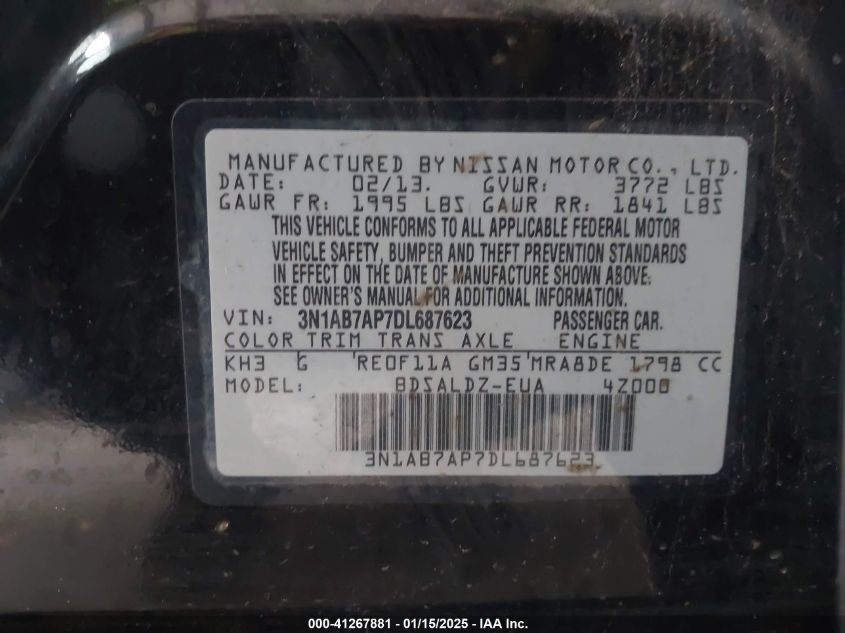 MANUFACTURED BY NISSAN MOTOR CO., LTD.
DATE: 02/13. GVWR: 3772 LBS
GAWR FR: 1995 LBS GAWR RR: 1841 LBS
THIS VEHICLE CONFORMS TO ALL APPLICABLE FEDERAL MOTOR
VEHICLE SAFETY, BUMPER AND THEFT PREVENTION STANDARDS
IN EFFECT ON THE DATE OF MANUFACTURE SHOWN ABOVE.
SEE OWNER'S MANUAL FOR ADDITIONAL INFORMATION.
VIN: 3N1AB7AP7DL687623 PASSENGER CAR.
COLOR TRIM TRANS AXLE ENGINE
KH3 G RE0F11A GM35 MRA8DE 1798 CC
MODEL: BDSALDZ-EUA 4Z000
3N1AB7AP7DL687623
000-41267881 - 01/15/2025 - IAA Inc.